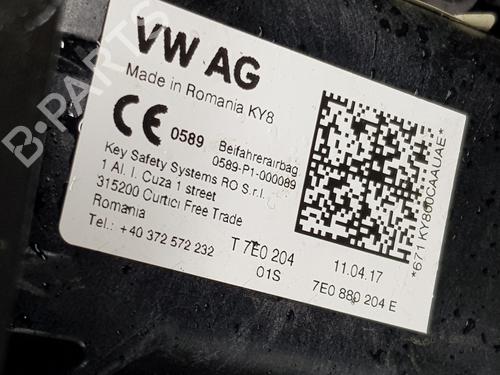 B-PARTS
VW AG
Made in Romania KY8
CE 0589 Beifahrerairbag
0589-P1-000089
Key Safety Systems RO S.r.l.
1 Al. I. Cuza 1 street
315200 Curtici Free Trade
Romania
Tel.: +40 372 572 232
T 7E0 204
01S
11.04.17
7E0 880 204 E
*671KY800CAAUAE*